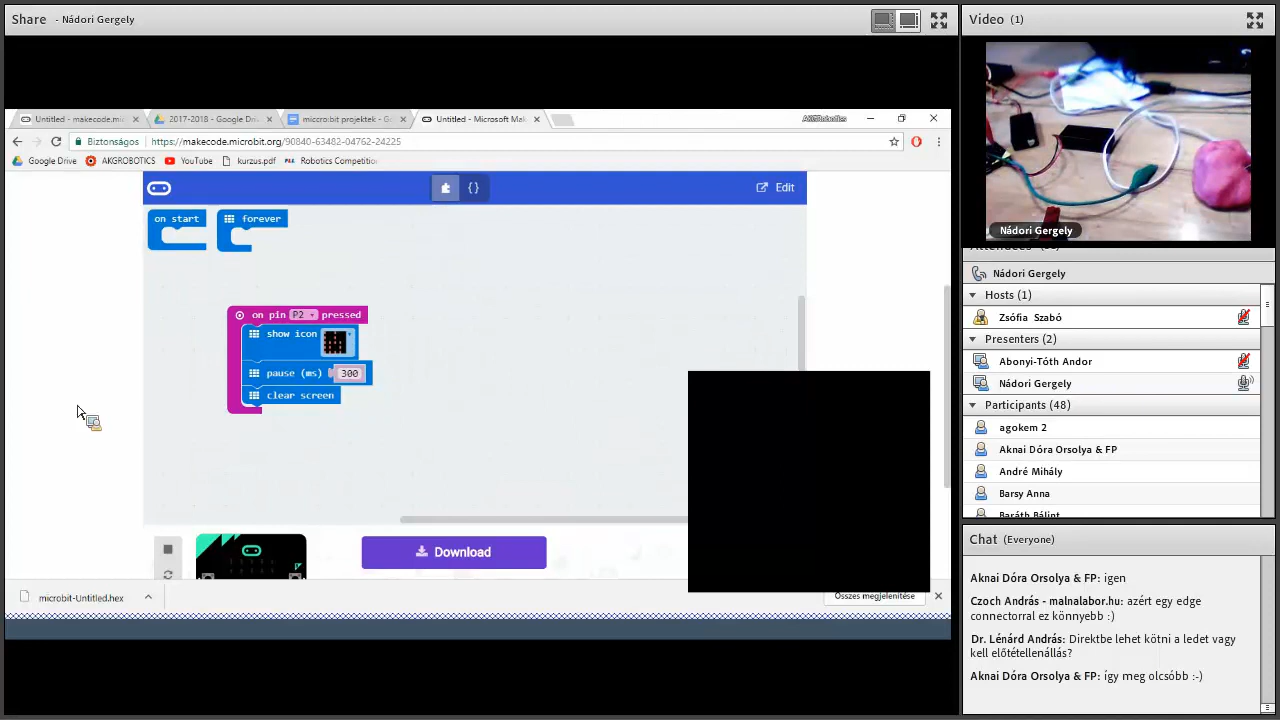 Share - Nádori Gergely
Video (1)
Untitled - makecode.mi
2017-2018 - Google Dri
miccrobit projektek - G
Untitled - Microsoft Mak
Biztonságos
https://makecode.microbit.org/90840-63482-04762-24225
Google Drive
AKGROBOTICS
YouTube
kurzus.pdf
Robotics Competitio
Edit
on start
forever
on pin P2 pressed
show icon
pause (ms) 300
clear screen
Download
microbit-Untitled.hex
Összes megjelenítése
Nádori Gergely
Nádori Gergely
Hosts (1)
Zsófia Szabó
Presenters (2)
Abonyi-Tóth Andor
Nádori Gergely
Participants (48)
agokem 2
Aknai Dóra Orsolya & FP
André Mihály
Barsy Anna
Baráth Bálint
Chat (Everyone)
Aknai Dóra Orsolya & FP: igen
Czoch András - malnalabor.hu: azért egy edge
connectorral ez könnyebb :)
Dr. Lénárd András: Direktbe lehet kötni a ledet vagy
kell előtétellenállás?
Aknai Dóra Orsolya & FP: így meg olcsóbb :-)